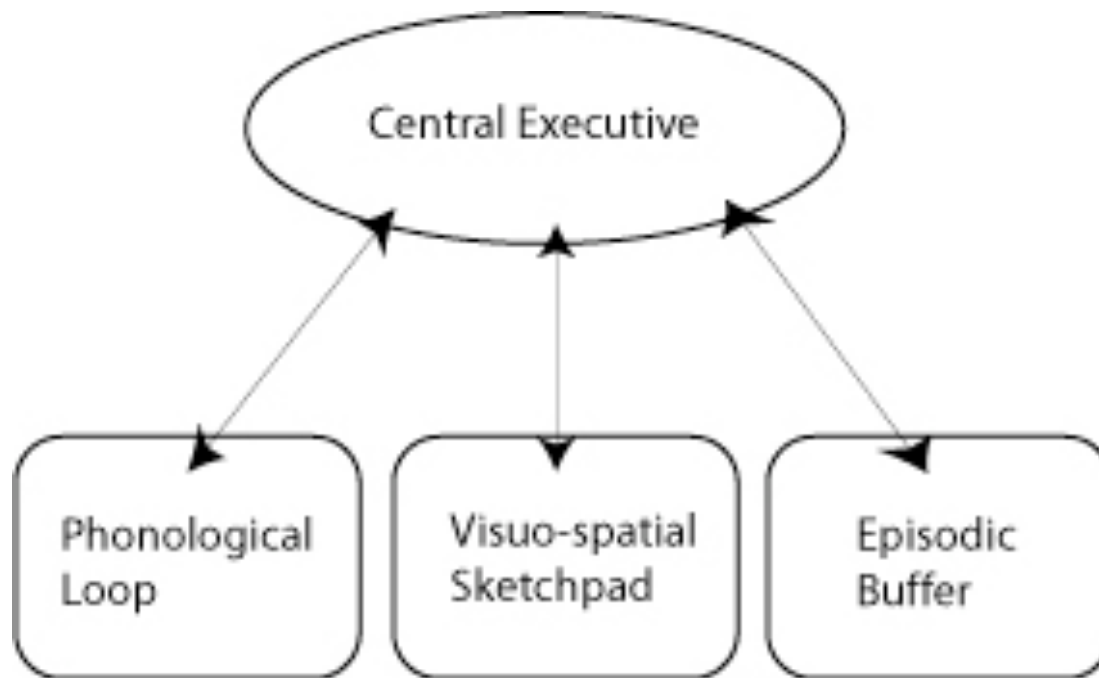 Central Executive
Phonological
Loop
Visuo-spatial
Sketchpad
Episodic
Buffer